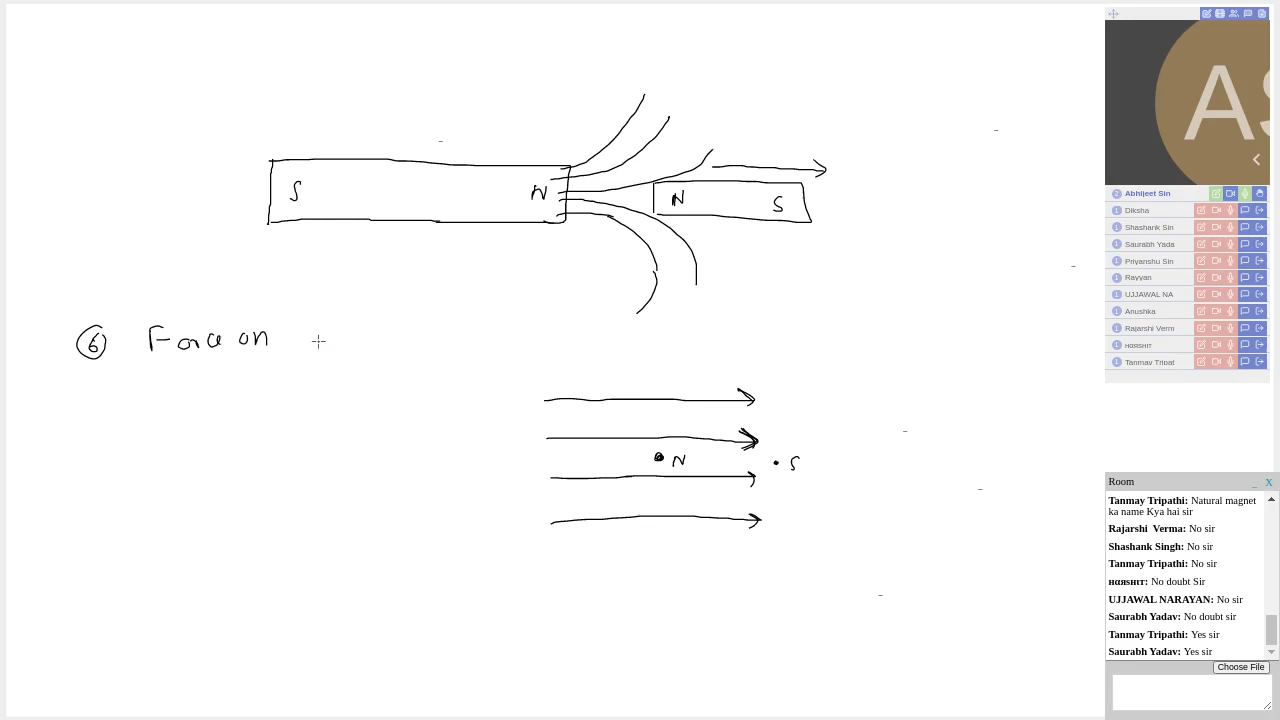 S
N
N
S
6 Force on
N
S
AS
Abhijeet Sin
Diksha
Shashank Sin
Saurabh Yada
Priyanshu Sin
Rayyan
UJJAWAL NA
Anushka
Rajarshi Verm
нαяѕнιт
Tanmay Tripat
Room
_ X
Tanmay Tripathi: Natural magnet
ka name Kya hai sir
Rajarshi Verma: No sir
Shashank Singh: No sir
Tanmay Tripathi: No sir
нαяѕнιт: No doubt Sir
UJJAWAL NARAYAN: No sir
Saurabh Yadav: No doubt sir
Tanmay Tripathi: Yes sir
Saurabh Yadav: Yes sir
Choose File